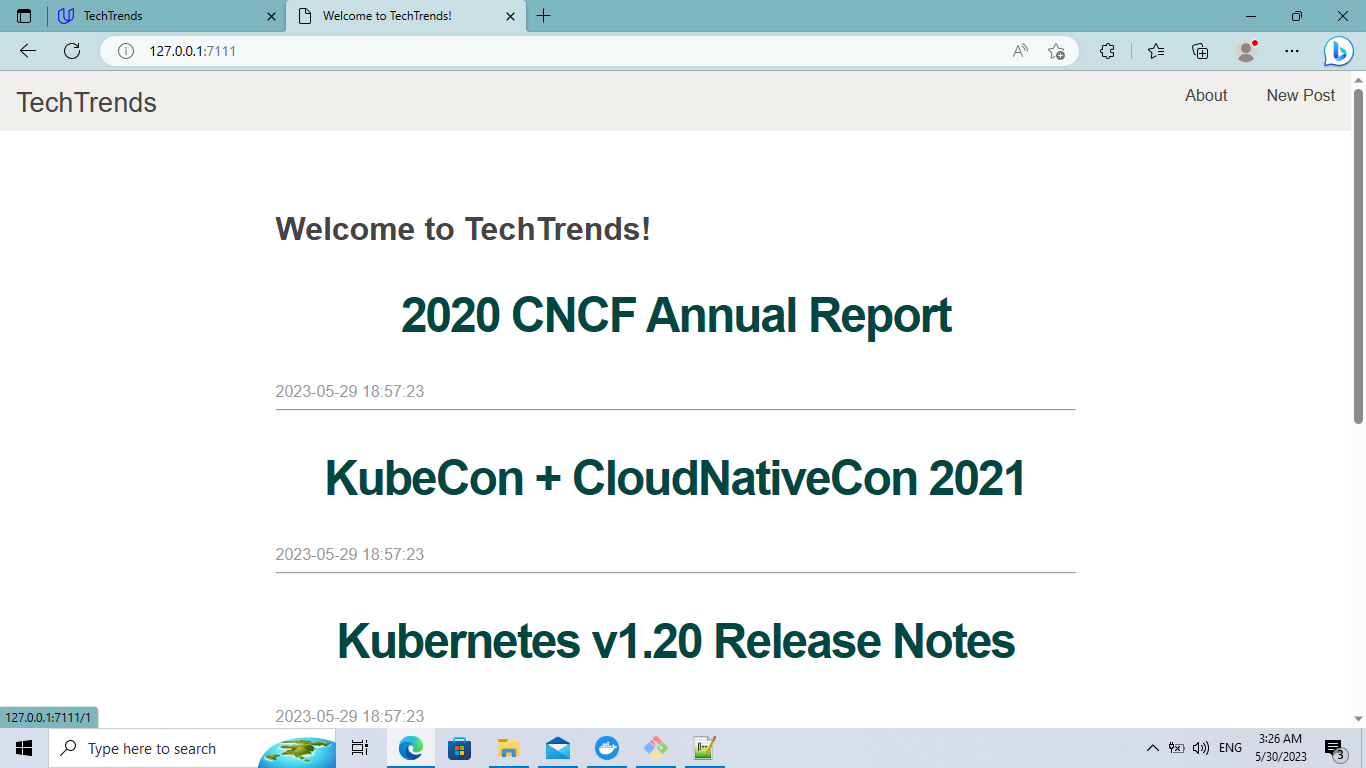 TechTrends
Welcome to TechTrends!
127.0.0.1:7111
TechTrends
About
New Post
Welcome to TechTrends!
2020 CNCF Annual Report
2023-05-29 18:57:23
KubeCon + CloudNativeCon 2021
2023-05-29 18:57:23
Kubernetes v1.20 Release Notes
2023-05-29 18:57:23
127.0.0.1:7111/1
Type here to search
ENG
3:26 AM
5/30/2023
3